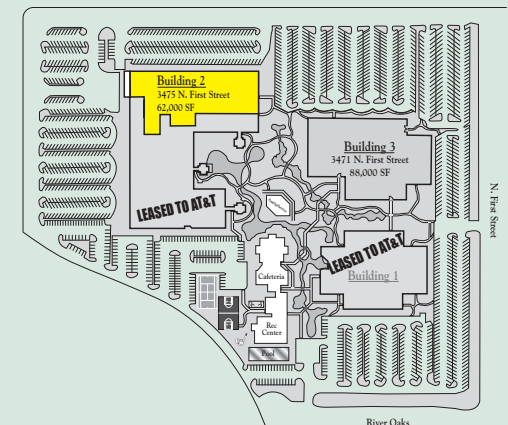 Building 2
3475 N. First Street
62,000 SF
Building 3
3471 N. First Street
88,000 SF
N. First Street
LEASED TO AT&T
LEASED TO AT&T
Building 1
Cafeteria
Rec
Center
Pool
River Oaks